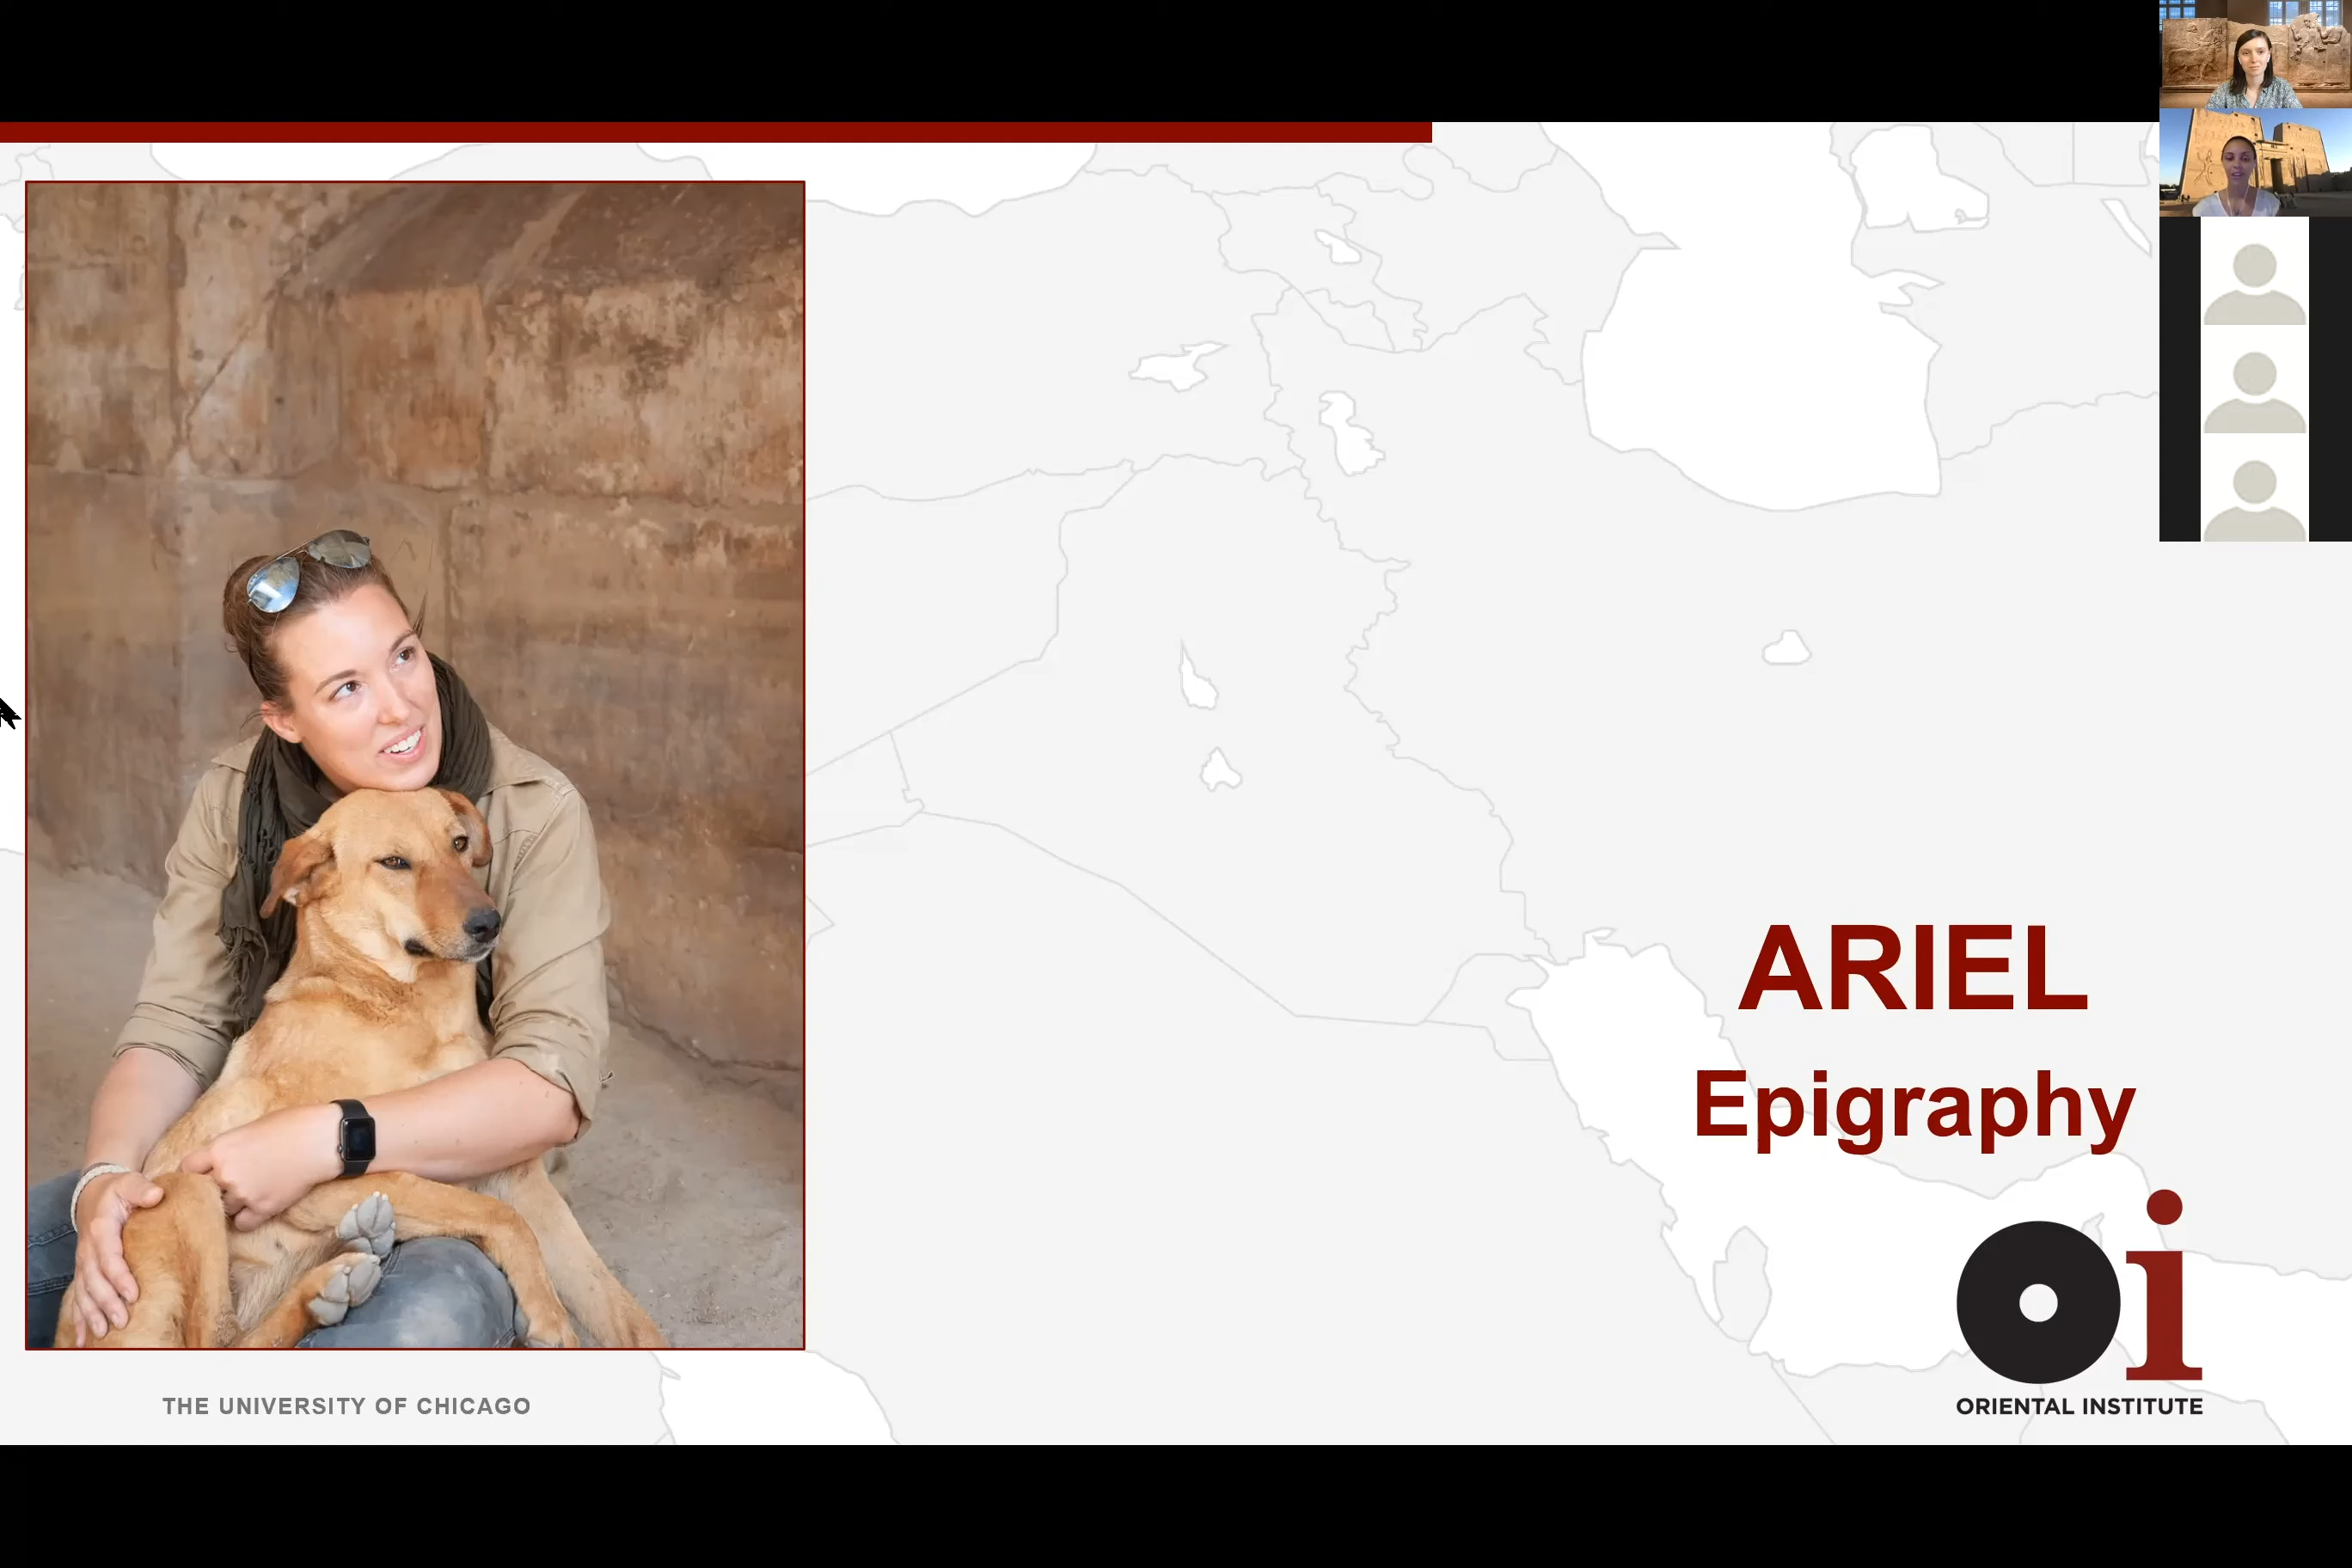 ARIEL
Epigraphy
oi
ORIENTAL INSTITUTE
THE UNIVERSITY OF CHICAGO